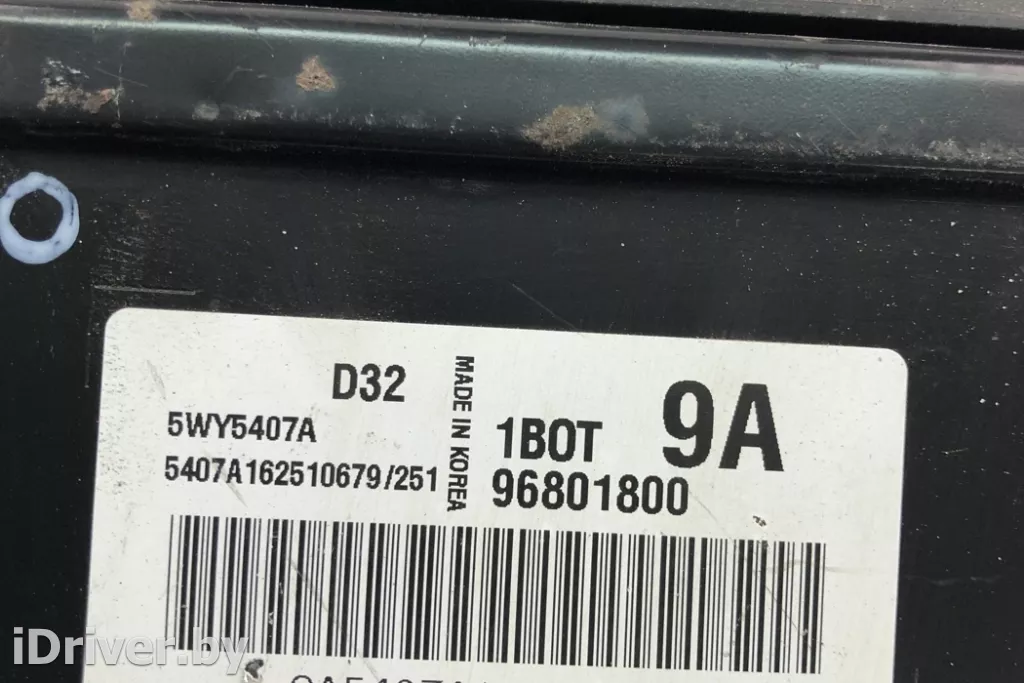 D32
5WY5407A
5407A162510679/251
MADE IN KOREA
1BOT
9A
96801800
iDriver.by